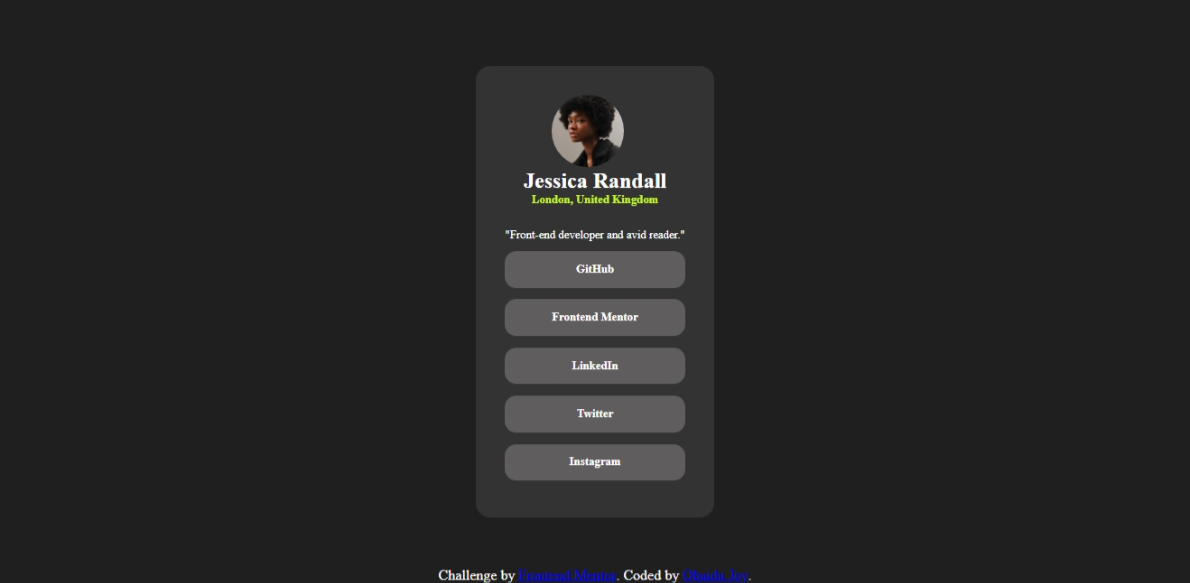 Jessica Randall
London, United Kingdom
"Front-end developer and avid reader."
GitHub
Frontend Mentor
LinkedIn
Twitter
Instagram
Challenge by Frontend Mentor. Coded by